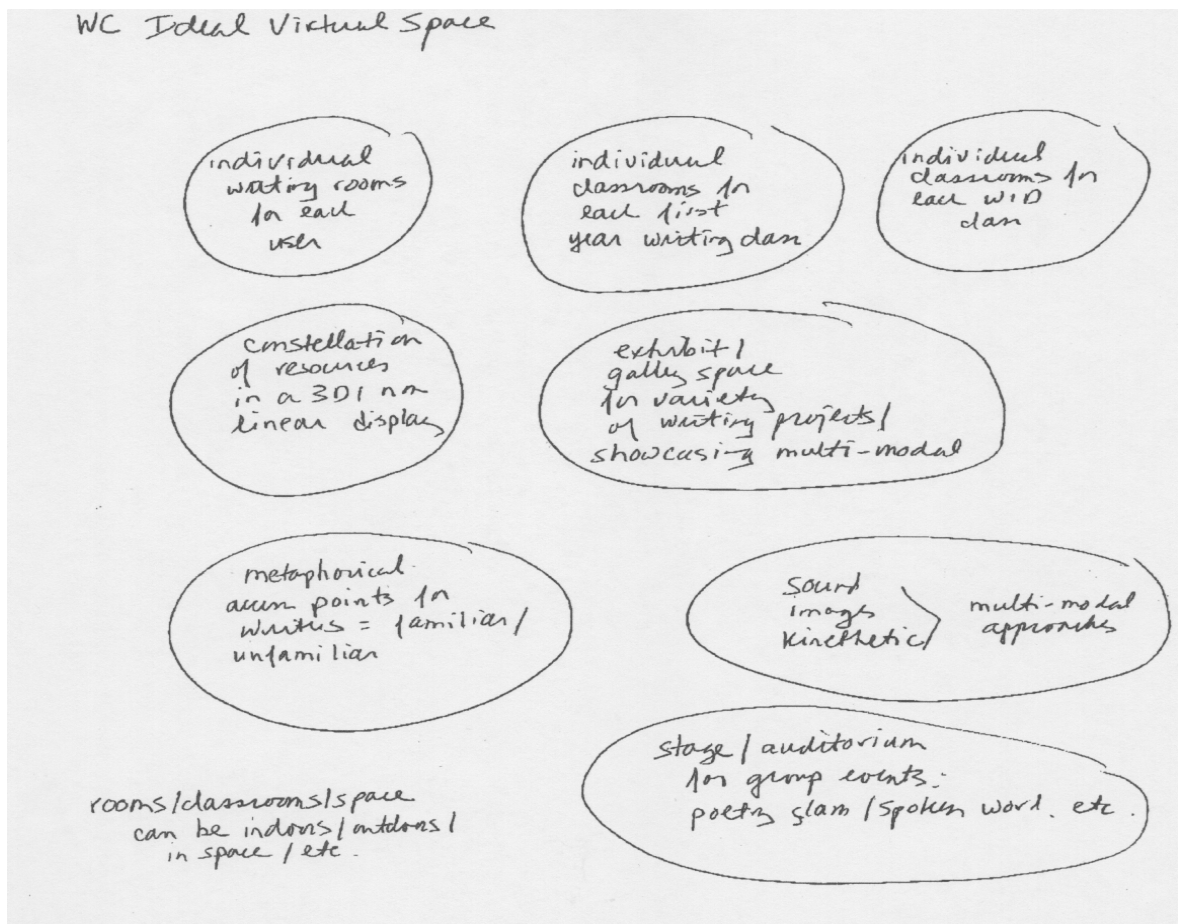 WC Ideal Virtual Space
individual
writing rooms
for each
user
individual
classrooms for
each first
year writing class
individual
classrooms for
each WID
class
constellation
of resources
in a 3D/ non
linear display
exhibit/
gallery space
for variety
of writing projects/
showcasing multi-modal
metaphorical
access points for
writers = familiar/
unfamiliar
sound
images
kinethetic
multi-modal
approaches
stage / auditorium
for group events:
poetry slam / spoken word. etc.
rooms/classrooms/space
can be indoors/outdoors/
in space / etc.